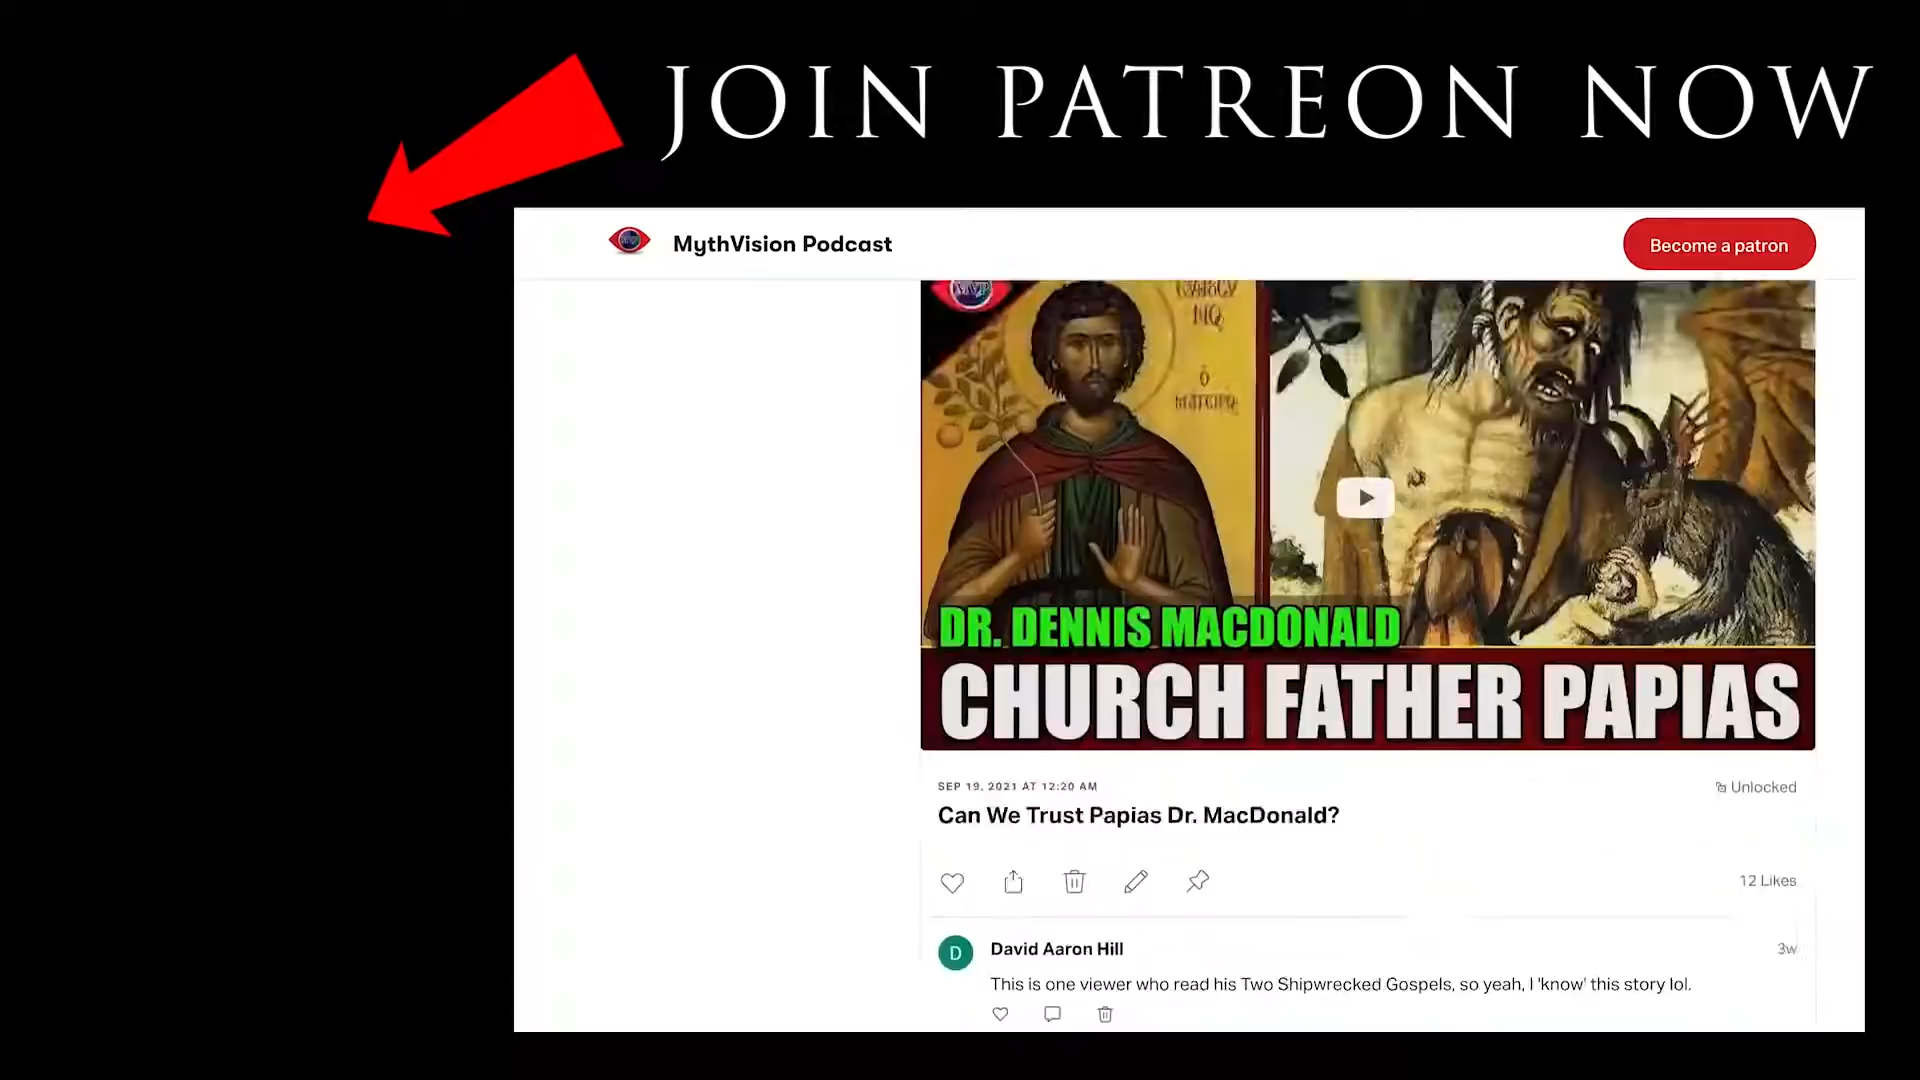 JOIN PATREON NOW
MythVision Podcast
Become a patron
DR. DENNIS MACDONALD
CHURCH FATHER PAPIAS
SEP 19, 2021 AT 12:20 AM
Unlocked
Can We Trust Papias Dr. MacDonald?
12 Likes
D
David Aaron Hill
3w
This is one viewer who read his Two Shipwrecked Gospels, so yeah, I 'know' this story lol.